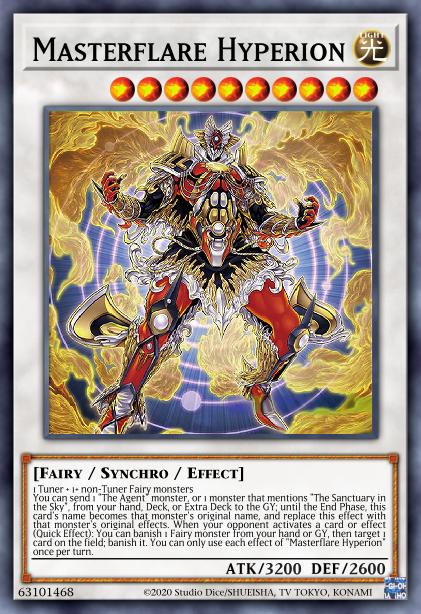 MASTERFLARE HYPERION
LIGHT
光
[FAIRY / SYNCHRO / EFFECT]
1 Tuner + 1+ non-Tuner Fairy monsters
You can send 1 "The Agent" monster, or 1 monster that mentions "The Sanctuary in
the Sky", from your hand, Deck, or Extra Deck to the GY; until the End Phase, this
card's name becomes that monster's original name, and replace this effect with
that monster's original effects. When your opponent activates a card or effect
(Quick Effect): You can banish 1 Fairy monster from your hand or GY, then target 1
card on the field; banish it. You can only use each effect of "Masterflare Hyperion"
once per turn.
ATK/3200 DEF/2600
63101468
©2020 Studio Dice/SHUEISHA, TV TOKYO, KONAMI